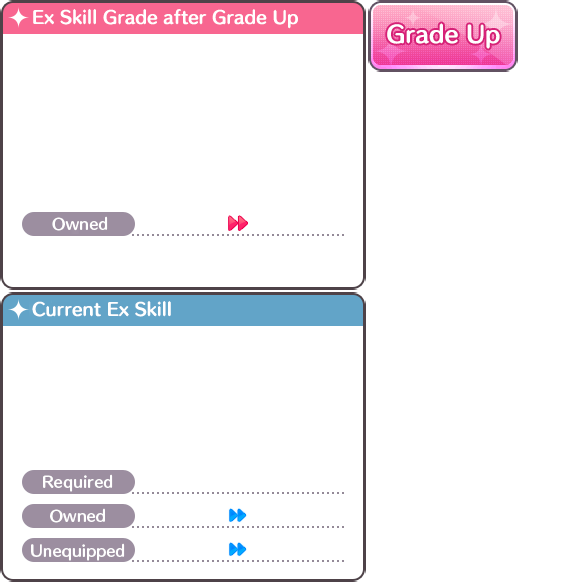 Ex Skill Grade after Grade Up
Grade Up
Owned
Current Ex Skill
Required
Owned
Unequipped